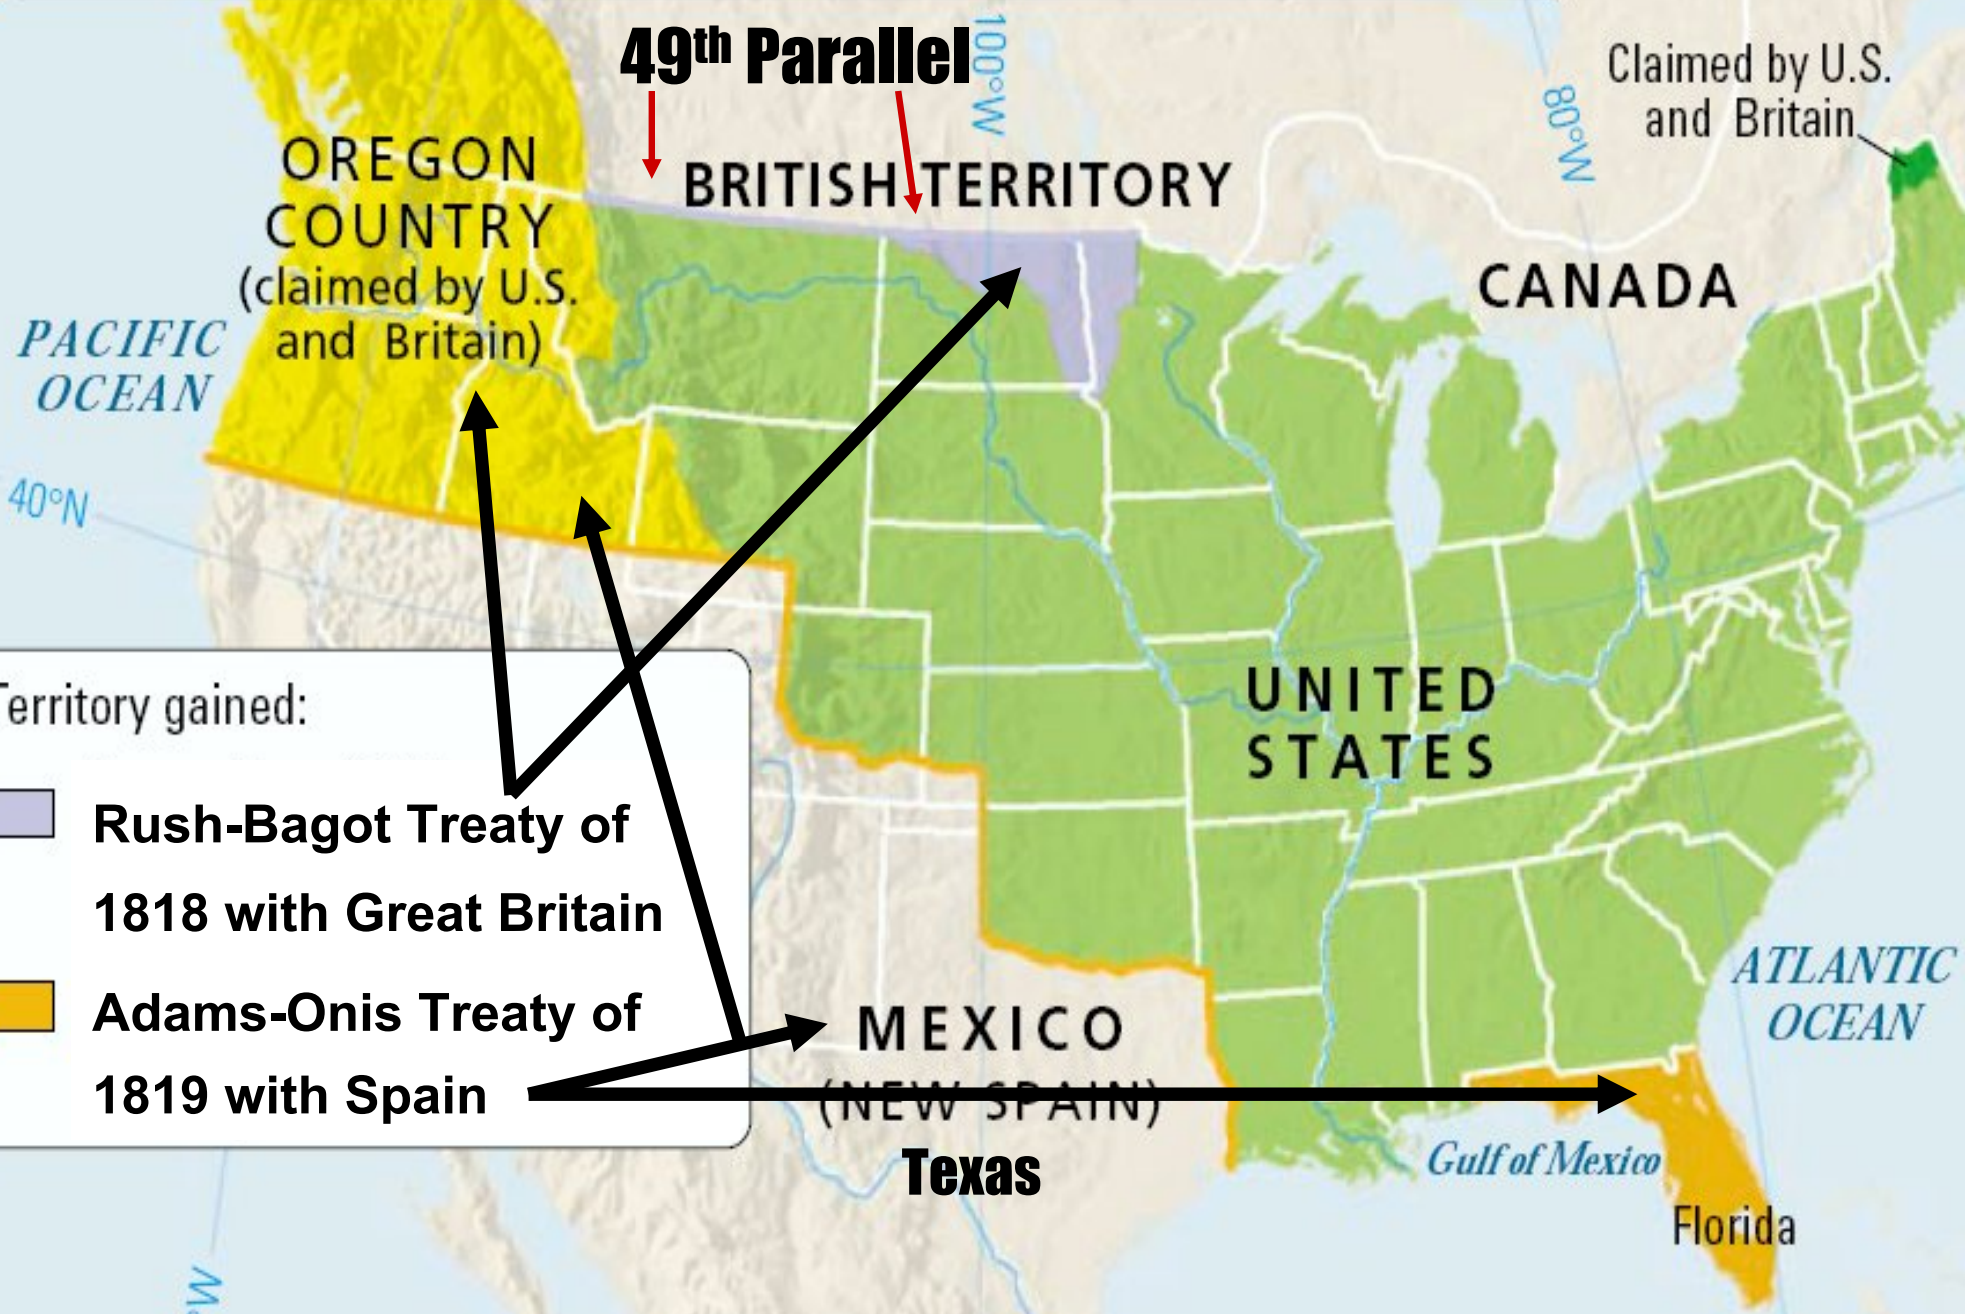 49th Parallel
100°W
80°W
Claimed by U.S.
and Britain
OREGON
COUNTRY
(claimed by U.S.
and Britain)
BRITISH TERRITORY
CANADA
PACIFIC
OCEAN
40°N
UNITED
STATES
Territory gained:
Rush-Bagot Treaty of
1818 with Great Britain
Adams-Onis Treaty of
1819 with Spain
MEXICO
(NEW SPAIN)
Texas
ATLANTIC
OCEAN
Gulf of Mexico
Florida
°W